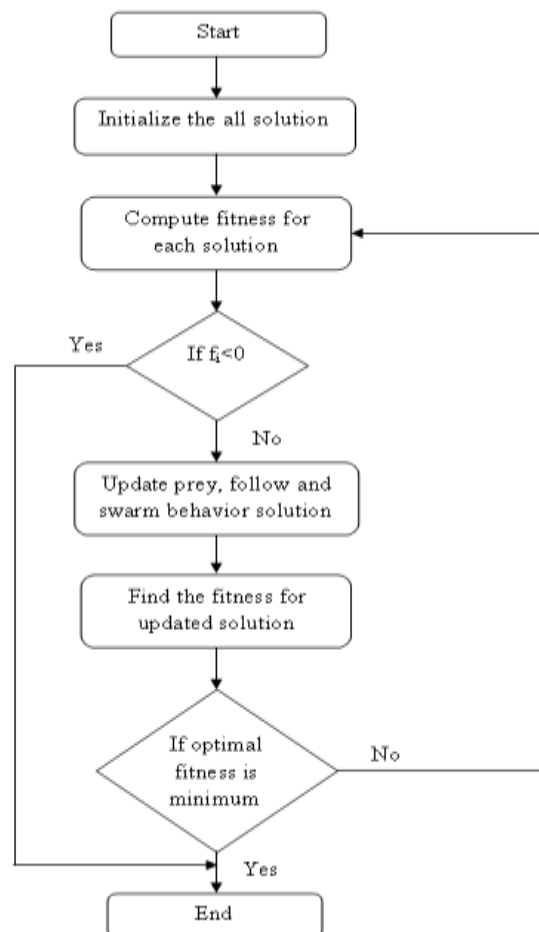 Start
Initialize the all solution
Compute fitness for
each solution
Yes
If fᵢ<0
No
Update prey, follow and
swarm behavior solution
Find the fitness for
updated solution
If optimal
fitness is
minimum
No
Yes
End